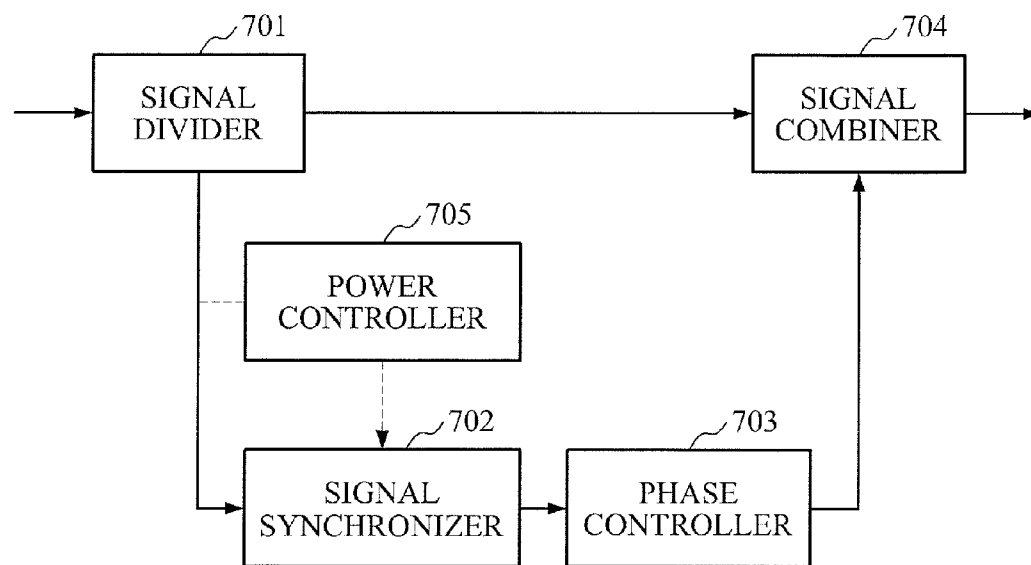 701
SIGNAL
DIVIDER
704
SIGNAL
COMBINER
705
POWER
CONTROLLER
702
SIGNAL
SYNCHRONIZER
703
PHASE
CONTROLLER